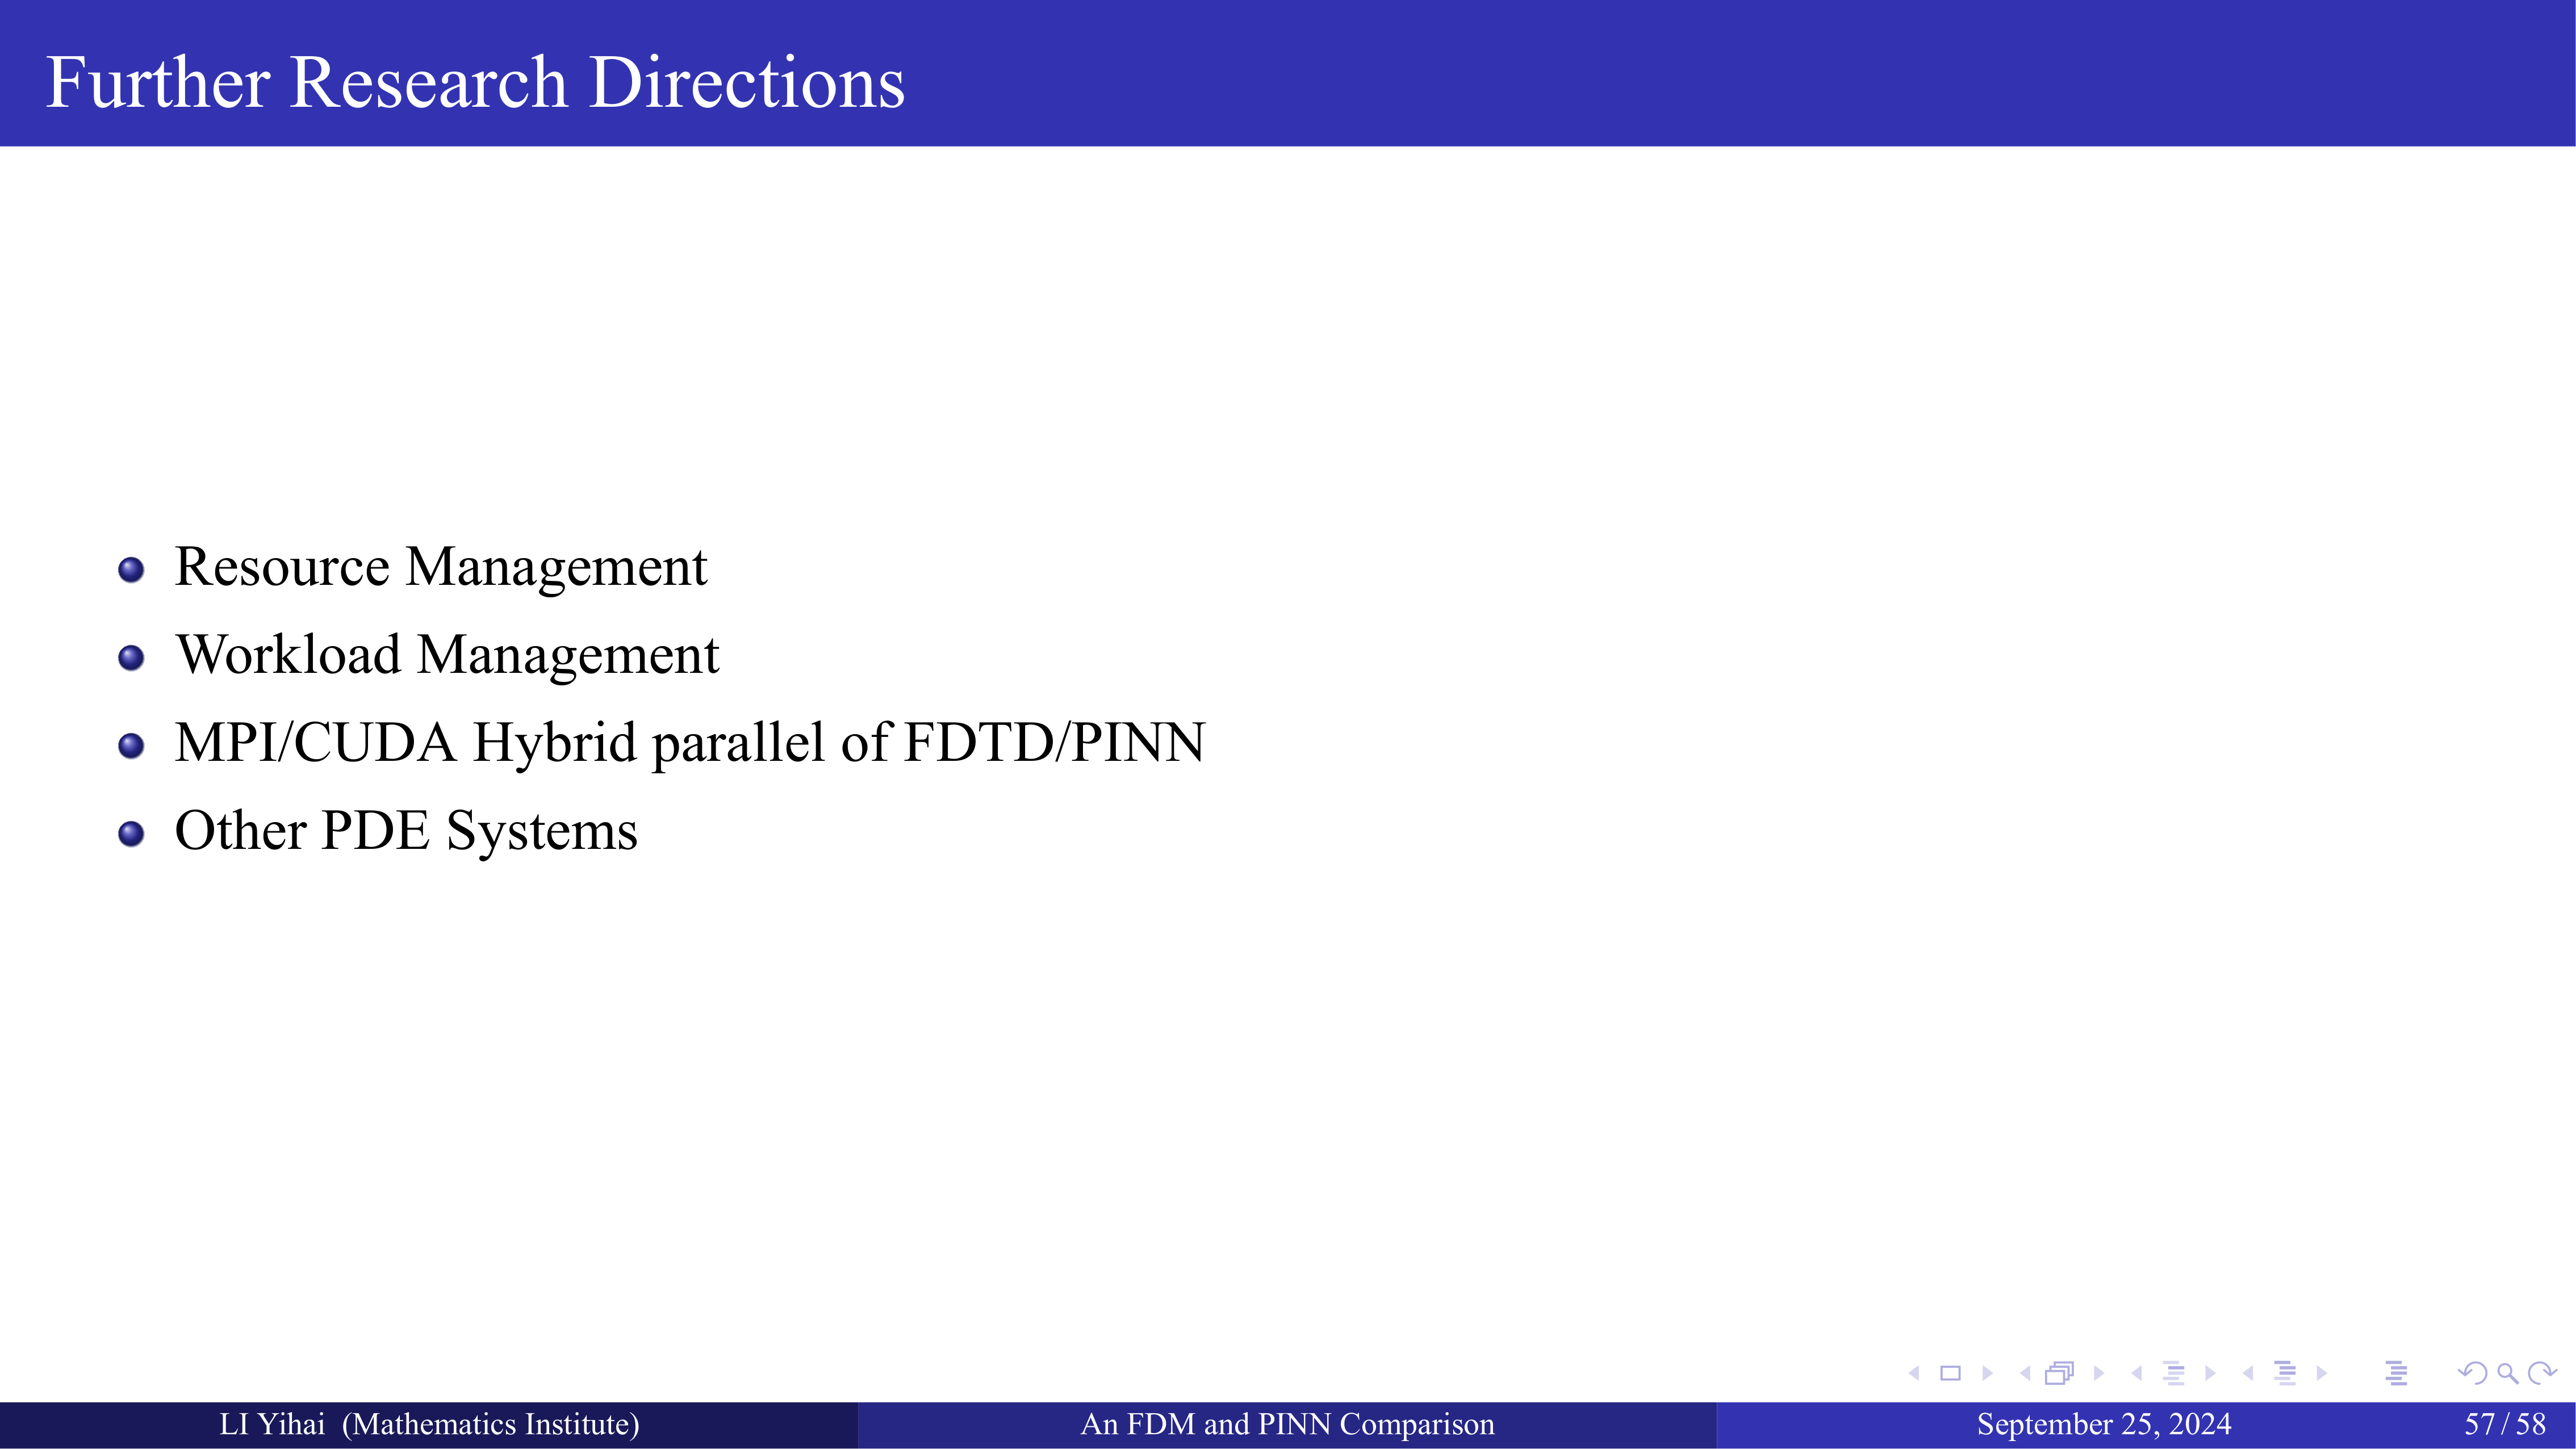 Further Research Directions
Resource Management
Workload Management
MPI/CUDA Hybrid parallel of FDTD/PINN
Other PDE Systems
LI Yihai (Mathematics Institute)
An FDM and PINN Comparison
September 25, 2024
57 / 58